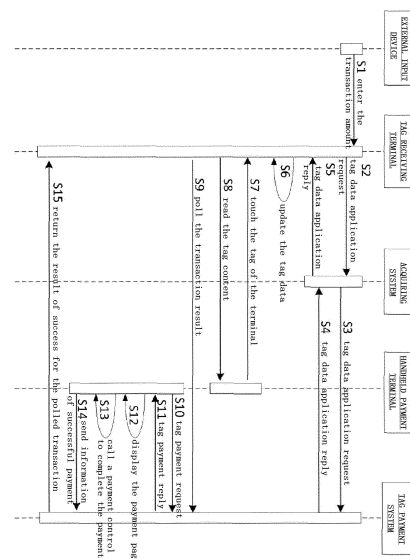 EXTERNAL INPUT
DEVICE
TAG RECEIVING
TERMINAL
ACQUIRING
SYSTEM
HANDHELD PAYMENT
TERMINAL
TAG PAYMENT
SYSTEM
S1 enter the
transaction amount
S2 tag data application
request
S3 tag data application request
S4 tag data application reply
S5 tag data application
reply
S6 update the tag data
S7 touch the tag of the terminal
S8 read the tag content
S9 poll the transaction result
S10 tag payment request
S11 tag payment reply
S12 display the payment pag
S13 call a payment control
to complete the payment
S14 send information
of successful payment
S15 return the result of success for the polled transaction